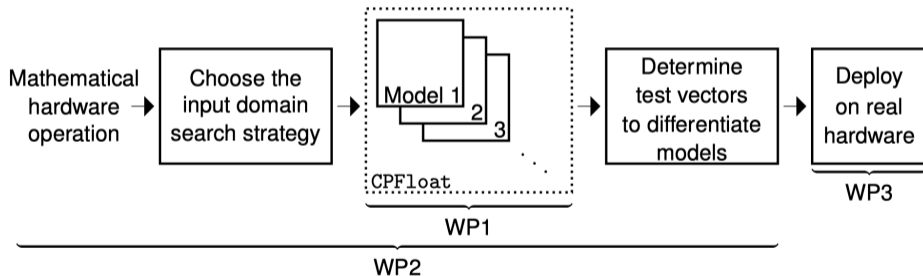 Mathematical
hardware
operation
Choose the
input domain
search strategy
Model 1
2
3
CPFloat
Determine
test vectors
to differentiate
models
Deploy
on real
hardware
WP1
WP3
WP2